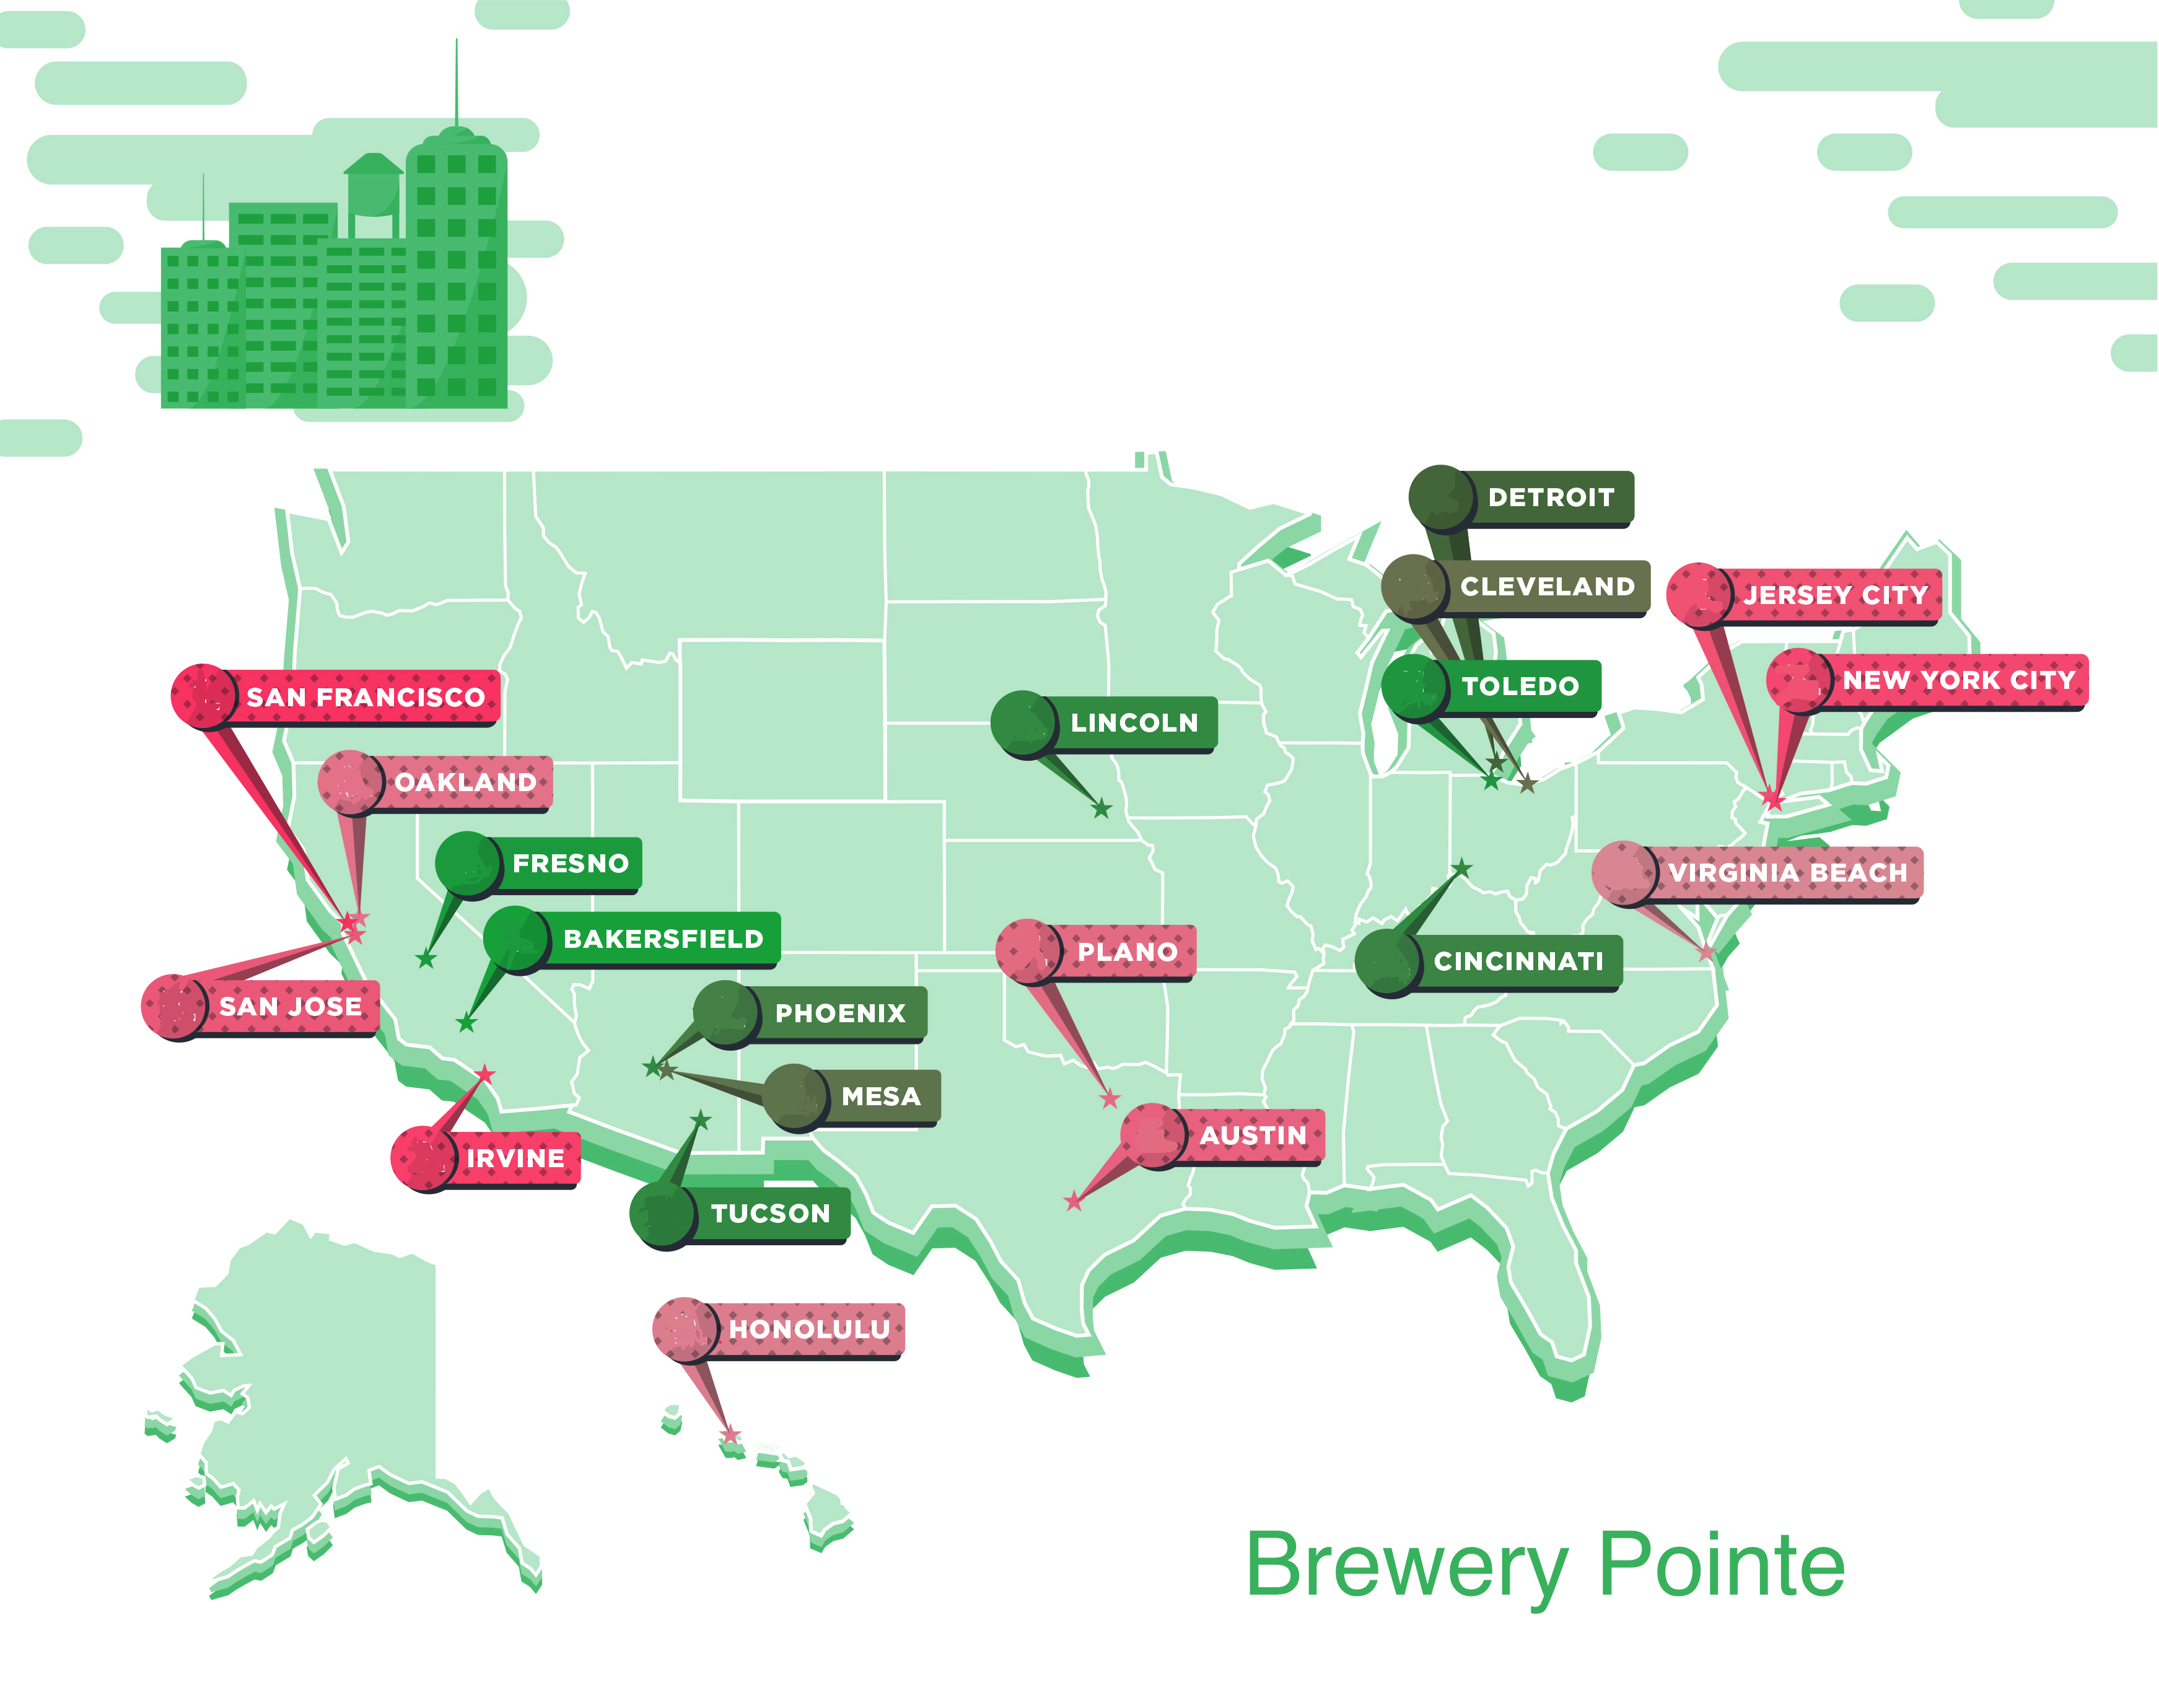 DETROIT
CLEVELAND
JERSEY CITY
SAN FRANCISCO
TOLEDO
NEW YORK CITY
LINCOLN
OAKLAND
FRESNO
VIRGINIA BEACH
BAKERSFIELD
PLANO
CINCINNATI
SAN JOSE
PHOENIX
MESA
AUSTIN
IRVINE
TUCSON
HONOLULU
Brewery Pointe